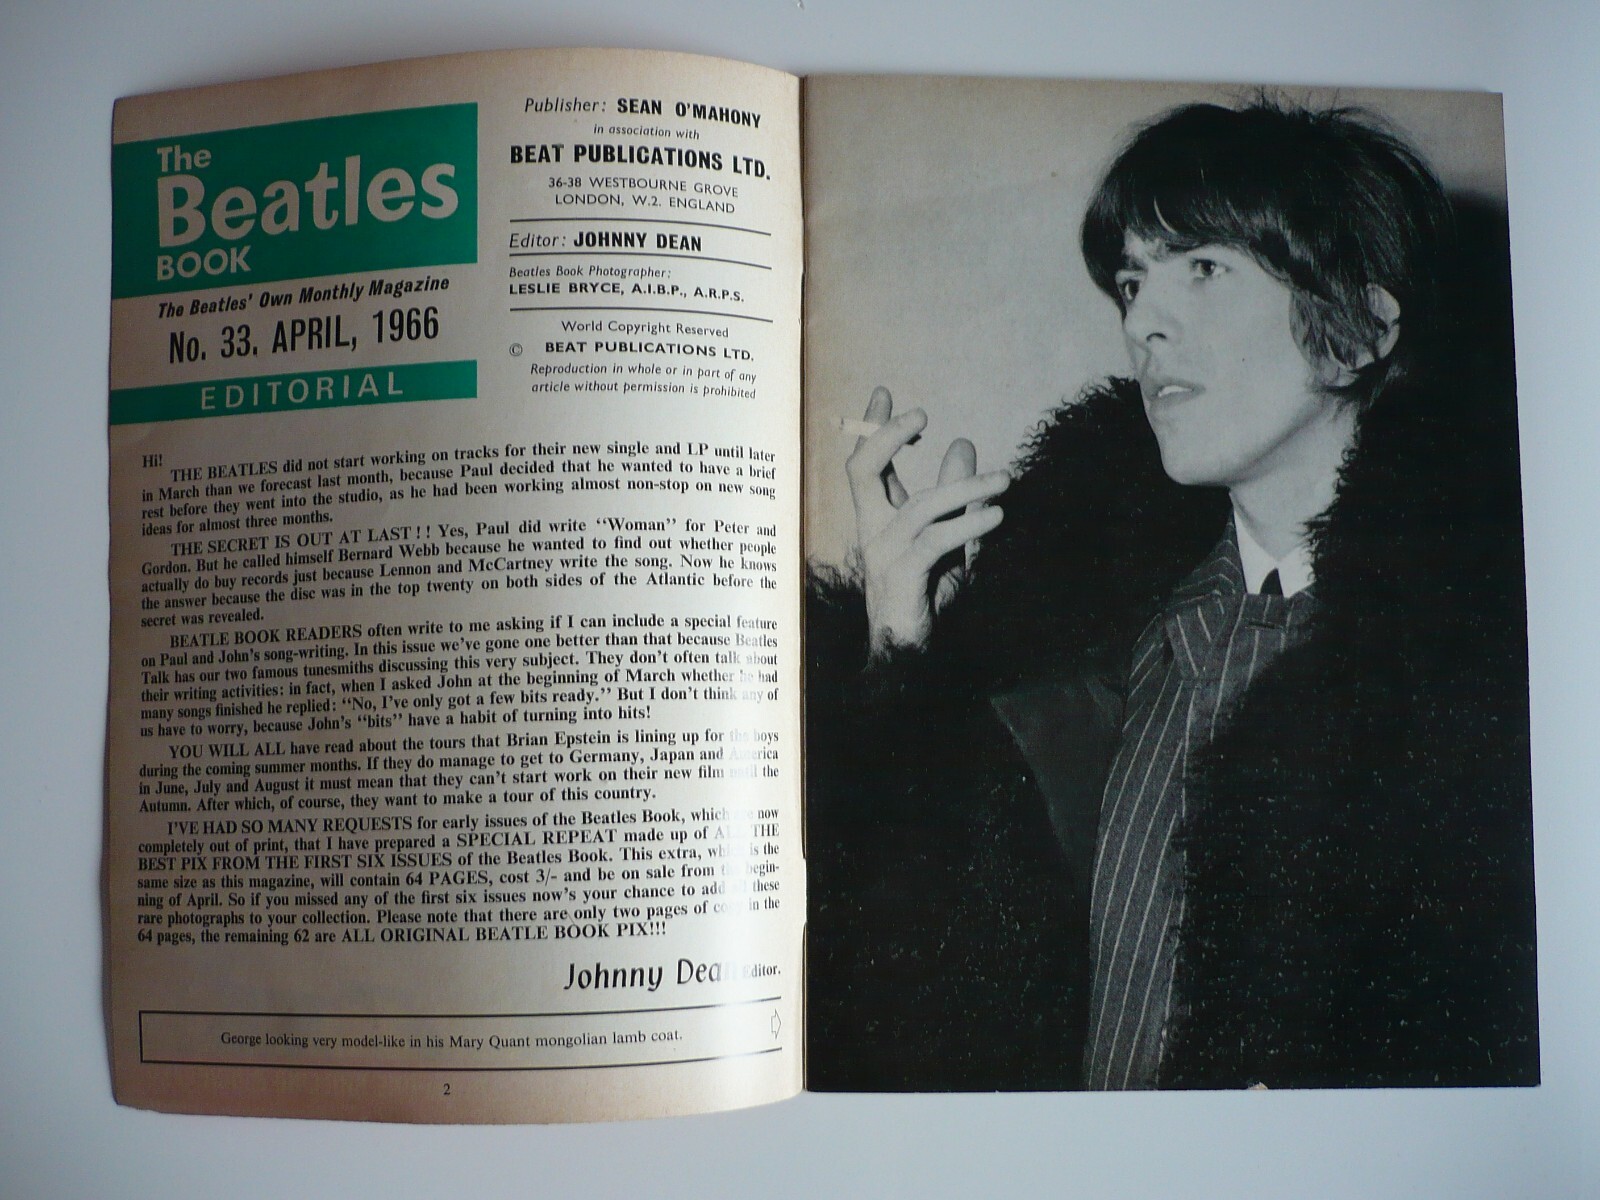 The
Beatles
BOOK
The Beatles' Own Monthly Magazine
No. 33. APRIL, 1966
EDITORIAL
Publisher: SEAN O'MAHONY
in association with
BEAT PUBLICATIONS LTD.
36-38 WESTBOURNE GROVE
LONDON, W.2. ENGLAND
Editor: JOHNNY DEAN
Beatles Book Photographer:
LESLIE BRYCE, A.I.B.P., A.R.P.S.
World Copyright Reserved
© BEAT PUBLICATIONS LTD.
Reproduction in whole or in part of any
article without permission is prohibited
Hi!
THE BEATLES did not start working on tracks for their new single and LP until later
in March than we forecast last month, because Paul decided that he wanted to have a brief
rest before they went into the studio, as he had been working almost non-stop on new song
ideas for almost three months.
THE SECRET IS OUT AT LAST!! Yes, Paul did write "Woman" for Peter and
Gordon. But he called himself Bernard Webb because he wanted to find out whether people
actually do buy records just because Lennon and McCartney write the song. Now he knows
the answer because the disc was in the top twenty on both sides of the Atlantic before the
secret was revealed.
BEATLE BOOK READERS often write to me asking if I can include a special feature
on Paul and John's song-writing. In this issue we've gone one better than that because Beatles
Talk has our two famous tunesmiths discussing this very subject. They don't often talk about
their writing activities: in fact, when I asked John at the beginning of March whether he had
many songs finished he replied: "No, I've only got a few bits ready." But I don't think any of
us have to worry, because John's "bits" have a habit of turning into hits!
YOU WILL ALL have read about the tours that Brian Epstein is lining up for the boys
during the coming summer months. If they do manage to get to Germany, Japan and America
in June, July and August it must mean that they can't start work on their new film the
Autumn. After which, of course, they want to make a tour of this country.
I'VE HAD SO MANY REQUESTS for early issues of the Beatles Book, which now
completely out of print, that I have prepared a SPECIAL REPEAT made up of THE
BEST PIX FROM THE FIRST SIX ISSUES of the Beatles Book. This extra, is the
same size as this magazine, will contain 64 PAGES, cost 3/- and be on sale from begin-
ning of April. So if you missed any of the first six issues now's your chance to add these
rare photographs to your collection. Please note that there are only two pages of in the
64 pages, the remaining 62 are ALL ORIGINAL BEATLE BOOK PIX!!!
Johnny Dean Editor.
George looking very model-like in his Mary Quant mongolian lamb coat.
2